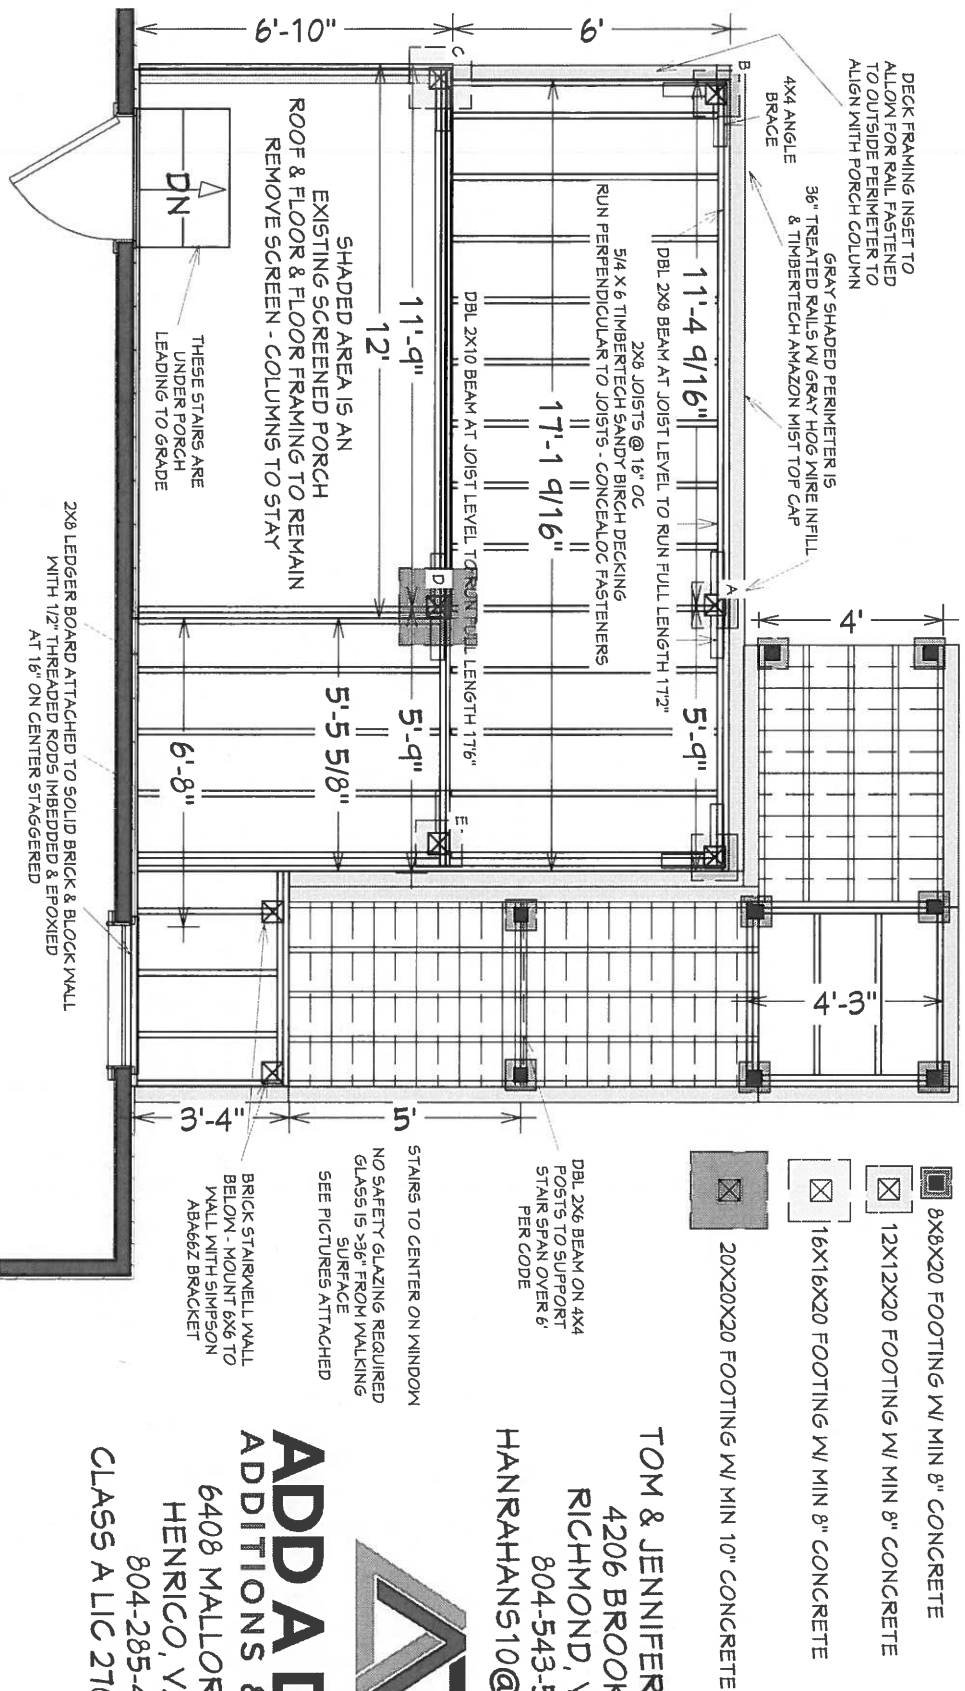 6'-10"
6'
DECK FRAMING INSET TO
ALLOW FOR RAIL FASTENED
TO OUTSIDE PERIMETER TO
ALIGN WITH PORCH COLUMN
4X4 ANGLE
BRACE
GRAY SHADED PERIMETER IS
36" TREATED RAILS W/ GRAY HOG WIRE INFILL
& TIMBERTECH AMAZON MIST TOP CAP
B
C
A
D
E
11'-4 9/16"
5'-9"
DBL 2X8 BEAM AT JOIST LEVEL TO RUN FULL LENGTH 17'2"
2X8 JOISTS @ 16" OC
5/4 X 6 TIMBERTECH SANDY BIRCH DECKING
RUN PERPENDICULAR TO JOISTS - CONCEALOC FASTENERS
17'-1 9/16"
DBL 2X10 BEAM AT JOIST LEVEL TO RUN FULL LENGTH 17'6"
11'-9"
5'-9"
12'
5'-5 5/8"
SHADED AREA IS AN
EXISTING SCREENED PORCH
ROOF & FLOOR & FLOOR FRAMING TO REMAIN
REMOVE SCREEN - COLUMNS TO STAY
DN
THESE STAIRS ARE
UNDER PORCH
LEADING TO GRADE
6'-8"
2X8 LEDGER BOARD ATTACHED TO SOLID BRICK & BLOCK WALL
WITH 1/2" THREADED RODS IMBEDDED & EPOXIED
AT 16" ON CENTER STAGGERED
4'
4'-3"
3'-4"
5'
8X8X20 FOOTING W/ MIN 8" CONCRETE
12X12X20 FOOTING W/ MIN 8" CONCRETE
16X16X20 FOOTING W/ MIN 8" CONCRETE
20X20X20 FOOTING W/ MIN 10" CONCRETE
DBL 2X6 BEAM ON 4X4
POSTS TO SUPPORT
STAIR SPAN OVER 6'
PER CODE
STAIRS TO CENTER ON WINDOW
NO SAFETY GLAZING REQUIRED
GLASS IS >36" FROM WALKING
SURFACE
SEE PICTURES ATTACHED
BRICK STAIRWELL WALL
BELOW - MOUNT 6X6 TO
WALL WITH SIMPSON
ABA66Z BRACKET
TOM & JENNIFER
4206 BROOK
RICHMOND, V
804-543-5
HANRAHANS10@
ADD A
ADDITIONS &
6408 MALLOR
HENRICO, V
804-285-
CLASS A LIC 270